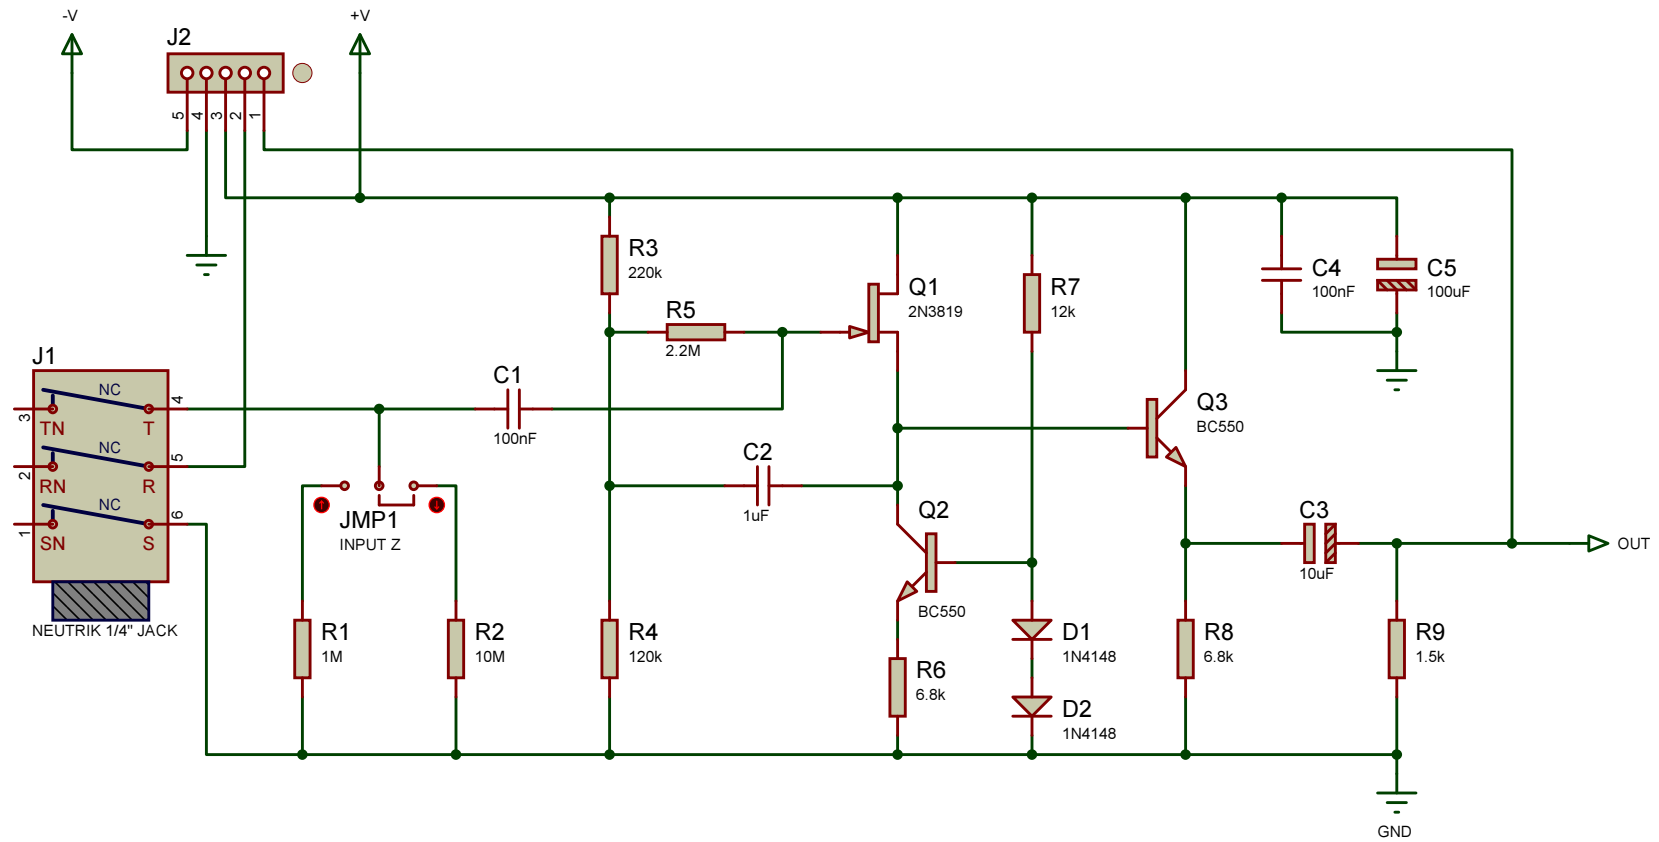 -V
+V
J2
5
4
3
2
1
R3
220k
R5
2.2M
Q1
2N3819
R7
12k
C4
100nF
C5
100uF
J1
NC
3
4
TN
T
NC
2
5
RN
R
NC
1
6
SN
S
NEUTRIK 1/4" JACK
C1
100nF
JMP1
INPUT Z
C2
1uF
Q3
BC550
Q2
BC550
C3
10uF
OUT
R1
1M
R2
10M
R4
120k
R6
6.8k
D1
1N4148
D2
1N4148
R8
6.8k
R9
1.5k
GND